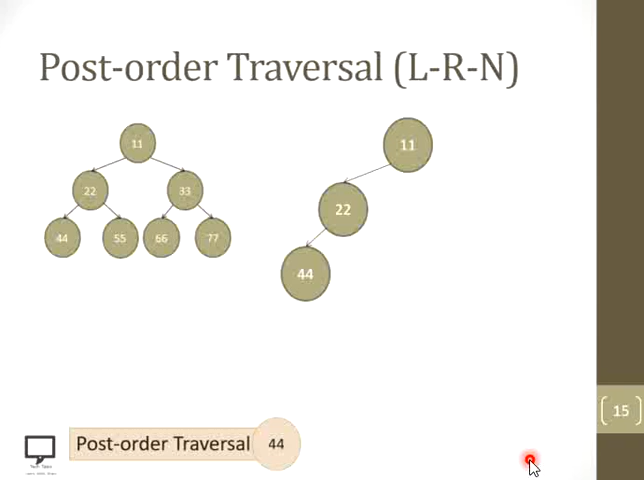 Post-order Traversal (L-R-N)
11
22 33
44 55 66 77
11
22
44
15
Post-order Traversal 44